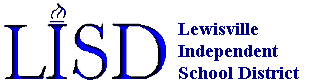 LISD
Lewisville
Independent
School District